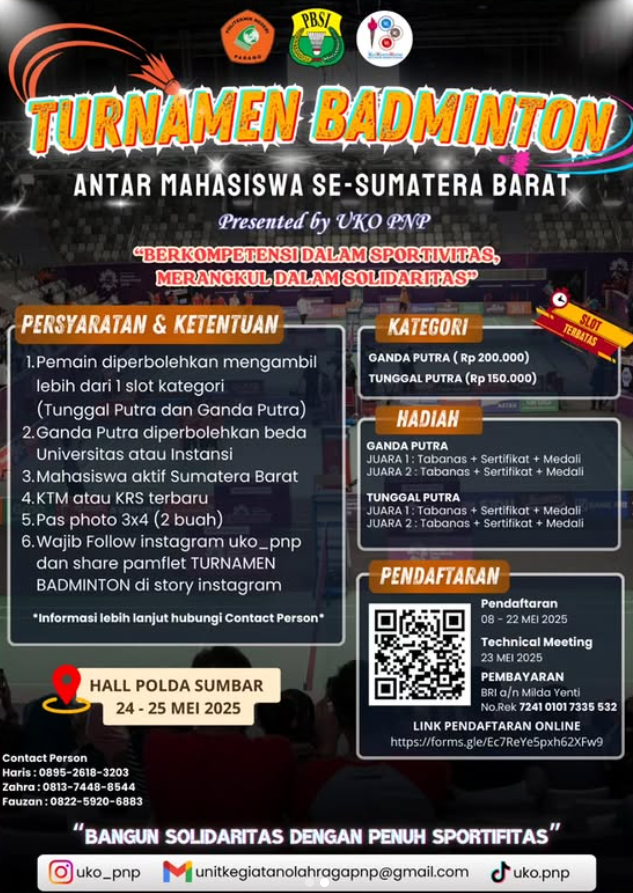 POLITEKNIK NEGERI
PADANG
PBSI
TURNAMEN BADMINTON
ANTAR MAHASISWA SE-SUMATERA BARAT
Presented by UKO PNP
“BERKOMPETENSI DALAM SPORTIVITAS,
MERANGKUL DALAM SOLIDARITAS”
PERSYARATAN & KETENTUAN
1. Pemain diperbolehkan mengambil
lebih dari 1 slot kategori
(Tunggal Putra dan Ganda Putra)
2. Ganda Putra diperbolehkan beda
Universitas atau Instansi
3. Mahasiswa aktif Sumatera Barat
4. KTM atau KRS terbaru
5. Pas photo 3x4 (2 buah)
6. Wajib Follow instagram uko_pnp
dan share pamflet TURNAMEN
BADMINTON di story instagram
*Informasi lebih lanjut hubungi Contact Person*
HALL POLDA SUMBAR
24 - 25 MEI 2025
Contact Person
Haris : 0895-2618-3203
Zahra : 0813-7448-8544
Fauzan : 0822-5920-6883
SLOT
TERBATAS
KATEGORI
GANDA PUTRA ( Rp 200.000)
TUNGGAL PUTRA (Rp 150.000)
HADIAH
GANDA PUTRA
JUARA 1 : Tabanas + Sertifikat + Medali
JUARA 2 : Tabanas + Sertifikat + Medali
TUNGGAL PUTRA
JUARA 1 : Tabanas + Sertifikat + Medali
JUARA 2 : Tabanas + Sertifikat + Medali
PENDAFTARAN
Pendaftaran
08 - 22 MEI 2025
Technical Meeting
23 MEI 2025
PEMBAYARAN
BRI a/n Milda Yenti
No.Rek 7241 0101 7335 532
LINK PENDAFTARAN ONLINE
https://forms.gle/Ec7ReYe5pxh62XFw9
“BANGUN SOLIDARITAS DENGAN PENUH SPORTIFITAS”
uko_pnp
unitkegiatanolahragapnp@gmail.com
uko.pnp